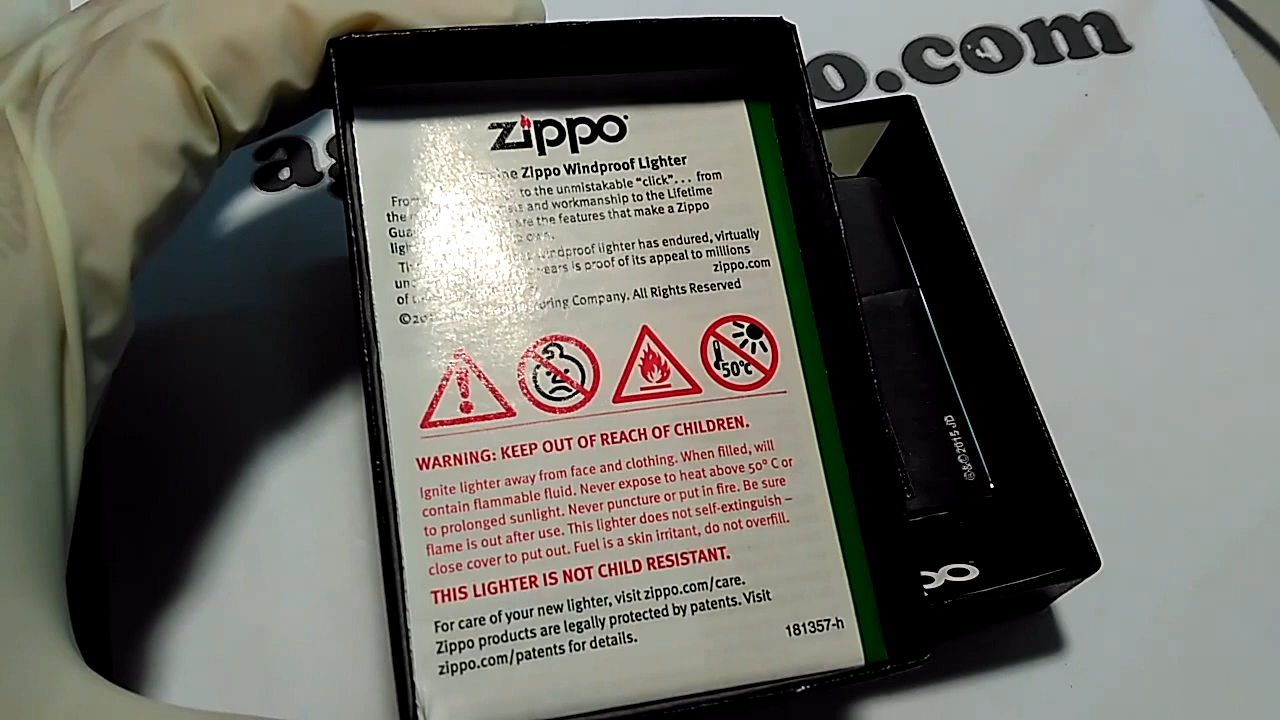 o.com
as
zippo
Zippo Windproof Lighter
to the unmistakable "click"... from
the and workmanship to the Lifetime
the features that make a Zippo
own.
windproof lighter has endured, virtually
years is proof of its appeal to millions
of zippo.com
Company. All Rights Reserved
50°C
WARNING: KEEP OUT OF REACH OF CHILDREN.
Ignite lighter away from face and clothing. When filled, will
contain flammable fluid. Never expose to heat above 50° C or
to prolonged sunlight. Never puncture or put in fire. Be sure
flame is out after use. This lighter does not self-extinguish –
close cover to put out. Fuel is a skin irritant, do not overfill.
THIS LIGHTER IS NOT CHILD RESISTANT.
For care of your new lighter, visit zippo.com/care.
Zippo products are legally protected by patents. Visit
zippo.com/patents for details.
181357-h
®&©2015 JD